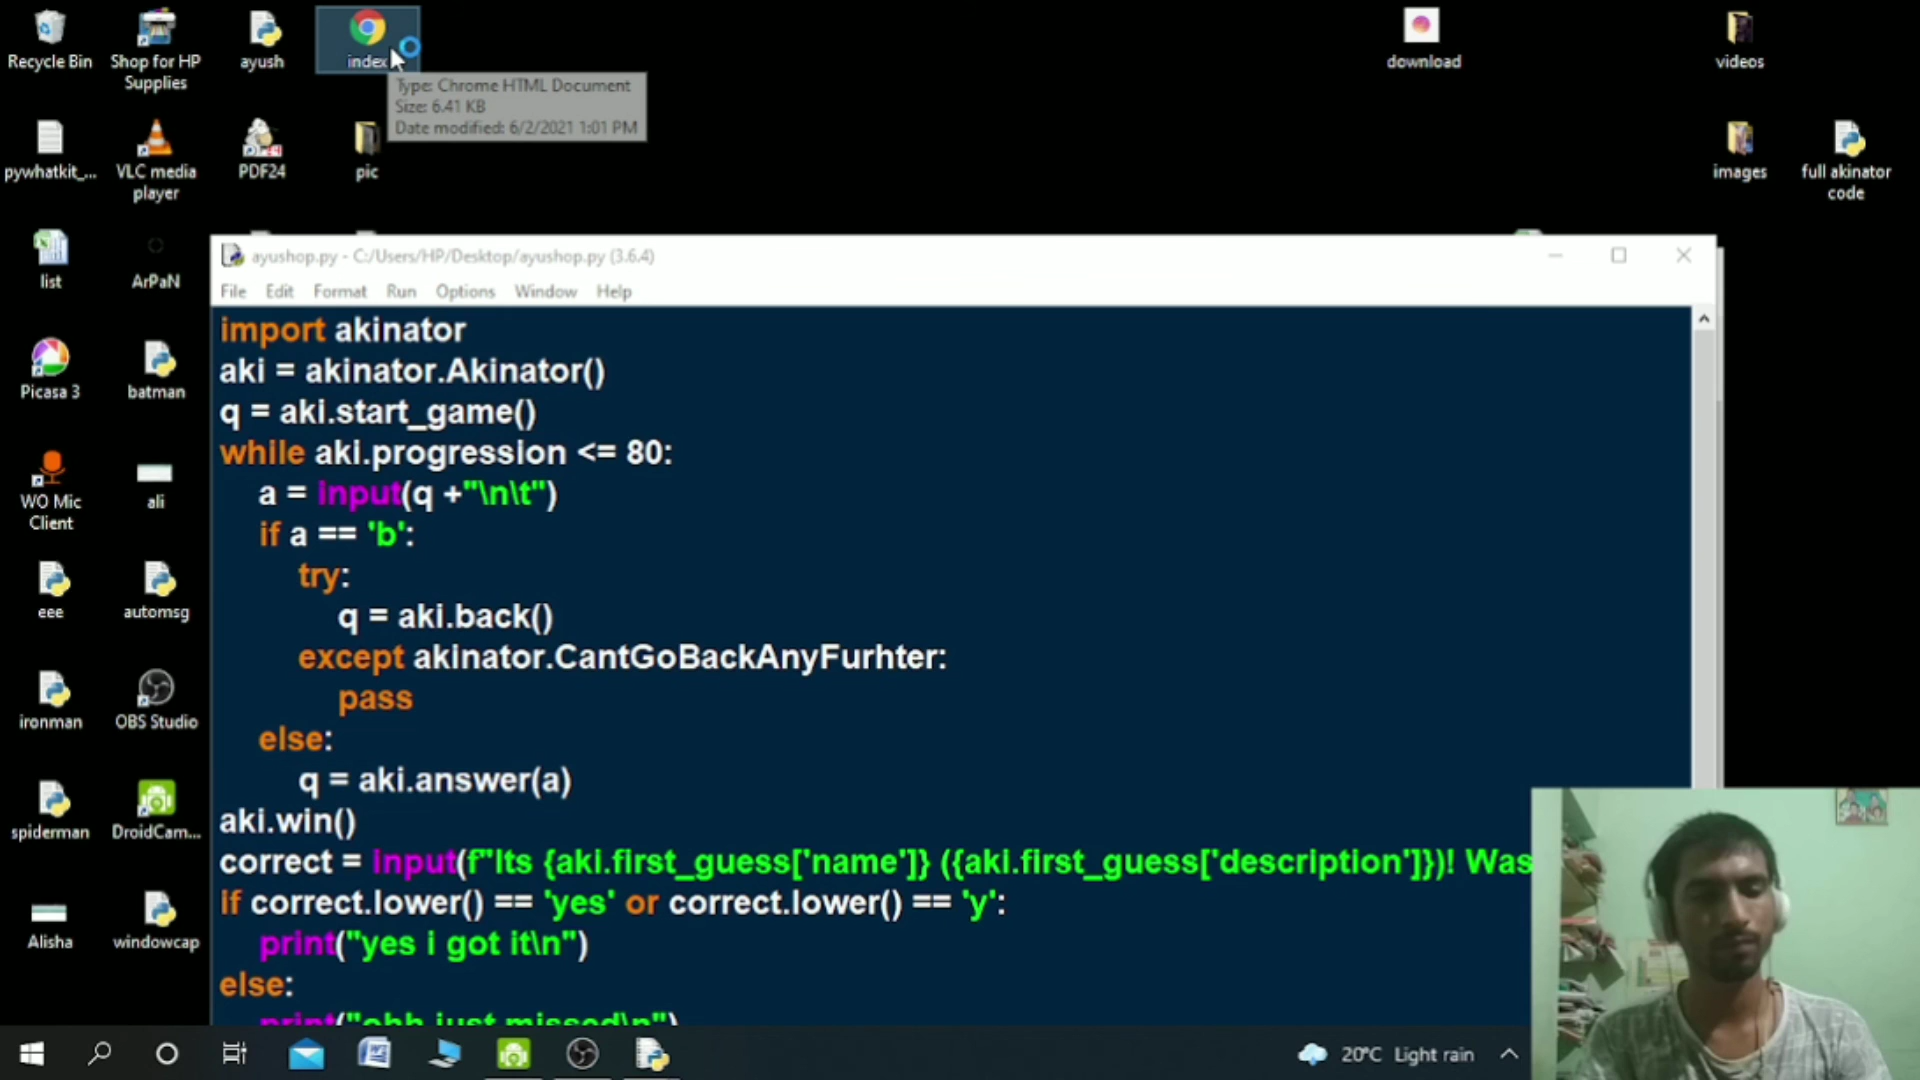 Recycle Bin
Shop for HP
Supplies
ayush
index
download
videos
Type: Chrome HTML Document
Size: 6.41 KB
Date modified: 6/2/2021 1:01 PM
pywhatkit_...
VLC media
player
PDF24
pic
images
full akinator
code
list
ArPaN
ayushop.py - C:/Users/HP/Desktop/ayushop.py (3.6.4)
File Edit Format Run Options Window Help
Picasa 3
batman
WO Mic
Client
ali
eee
automsg
ironman
OBS Studio
spiderman
DroidCam...
Alisha
windowcap
import akinator
aki = akinator.Akinator()
q = aki.start_game()
while aki.progression <= 80:
a = input(q +"\n\t")
if a == 'b':
try:
q = aki.back()
except akinator.CantGoBackAnyFurhter:
pass
else:
q = aki.answer(a)
aki.win()
correct = input(f"Its {aki.first_guess['name']} ({aki.first_guess['description']})! Was
if correct.lower() == 'yes' or correct.lower() == 'y':
print("yes i got it\n")
else:
print("ohh just missed\n")
20°C Light rain